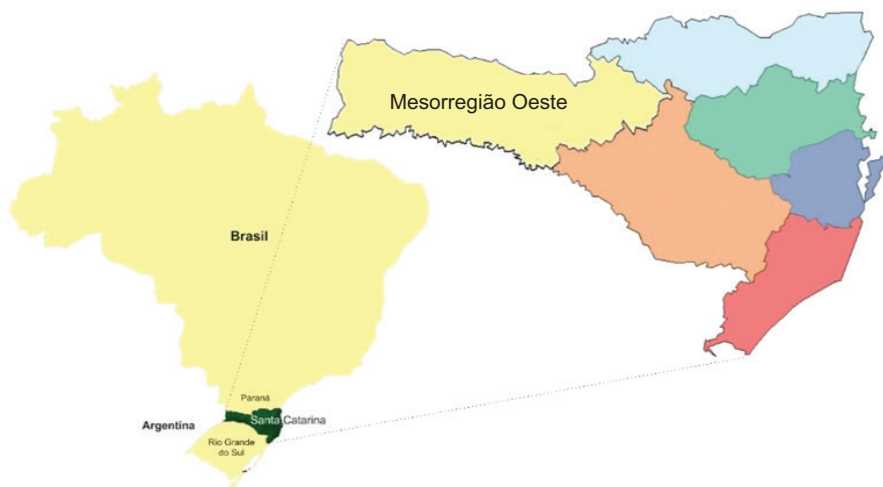 Mesorregião Oeste
Brasil
Paraná
Santa Catarina
Argentina
Rio Grande
do Sul